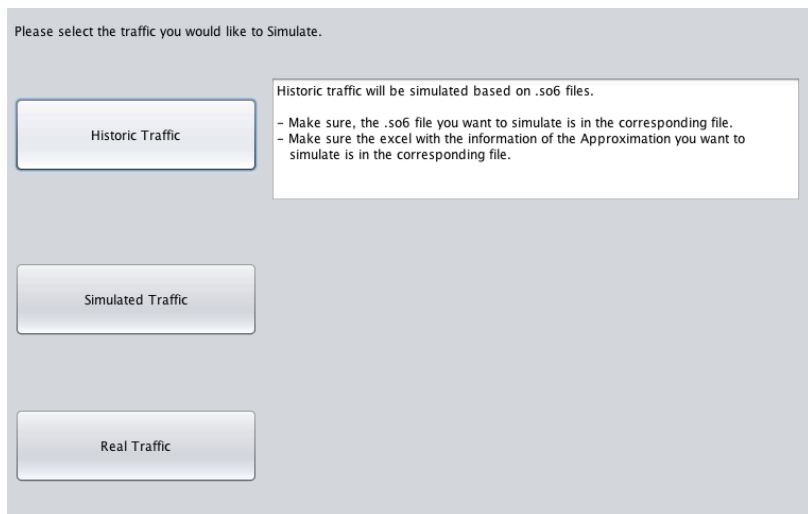 Please select the traffic you would like to Simulate.
Historic Traffic
Historic traffic will be simulated based on .so6 files.
– Make sure, the .so6 file you want to simulate is in the corresponding file.
– Make sure the excel with the information of the Approximation you want to
simulate is in the corresponding file.
Simulated Traffic
Real Traffic